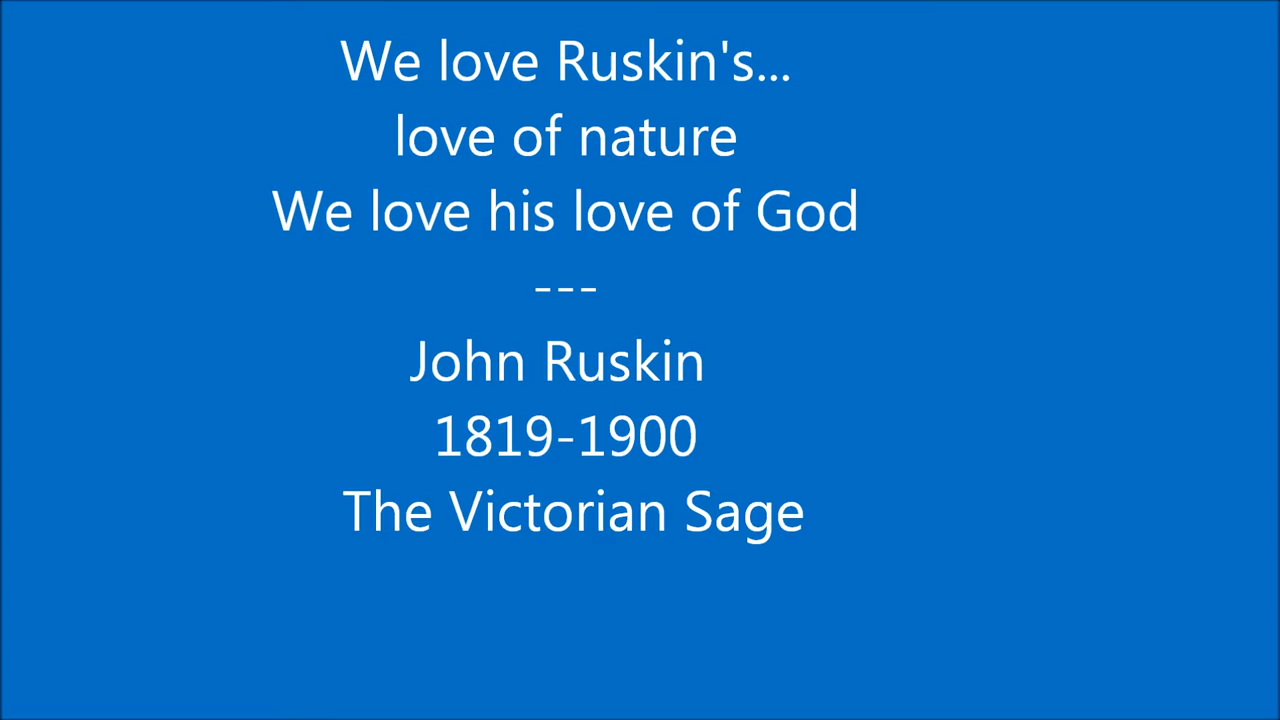 We love Ruskin's...
love of nature
We love his love of God
---
John Ruskin
1819-1900
The Victorian Sage